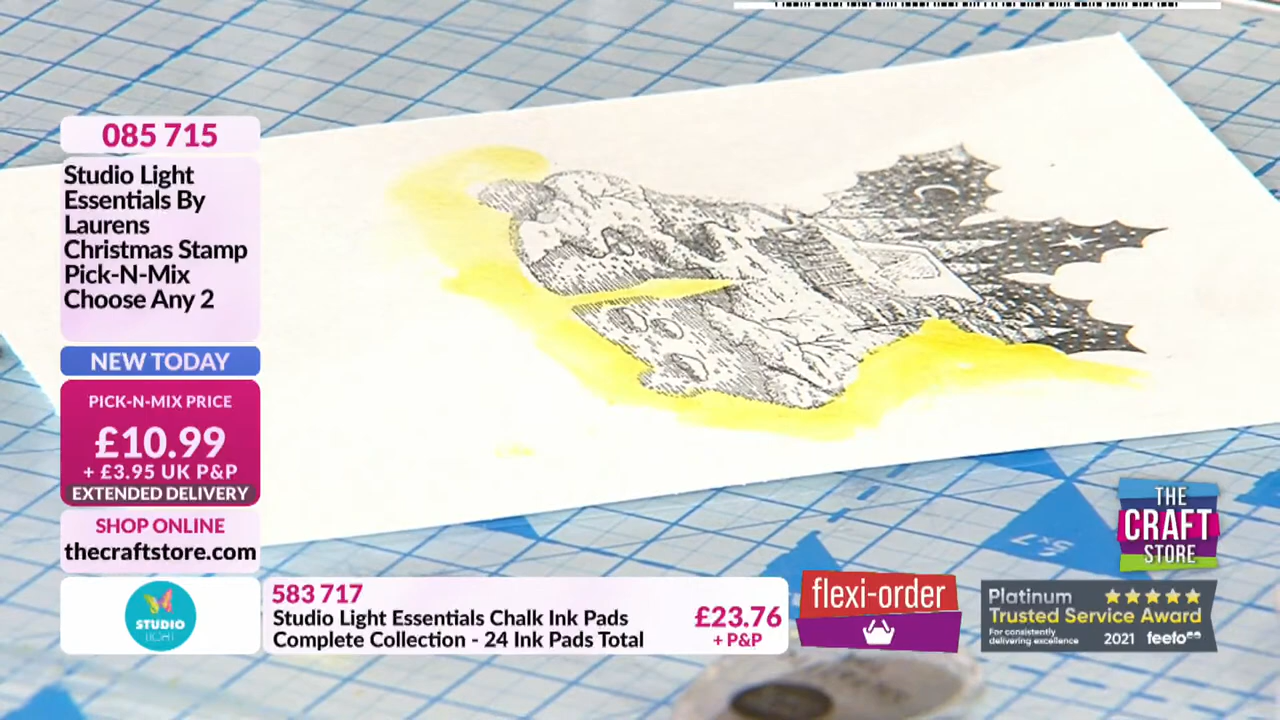 085 715
Studio Light
Essentials By
Laurens
Christmas Stamp
Pick-N-Mix
Choose Any 2
NEW TODAY
PICK-N-MIX PRICE
£10.99
+ £3.95 UK P&P
EXTENDED DELIVERY
SHOP ONLINE
thecraftstore.com
STUDIO
LIGHT
583 717
Studio Light Essentials Chalk Ink Pads
Complete Collection - 24 Ink Pads Total
£23.76
+ P&P
flexi-order
THE
CRAFT
STORE
Platinum
Trusted Service Award
For consistently
delivering excellence
2021 feefo